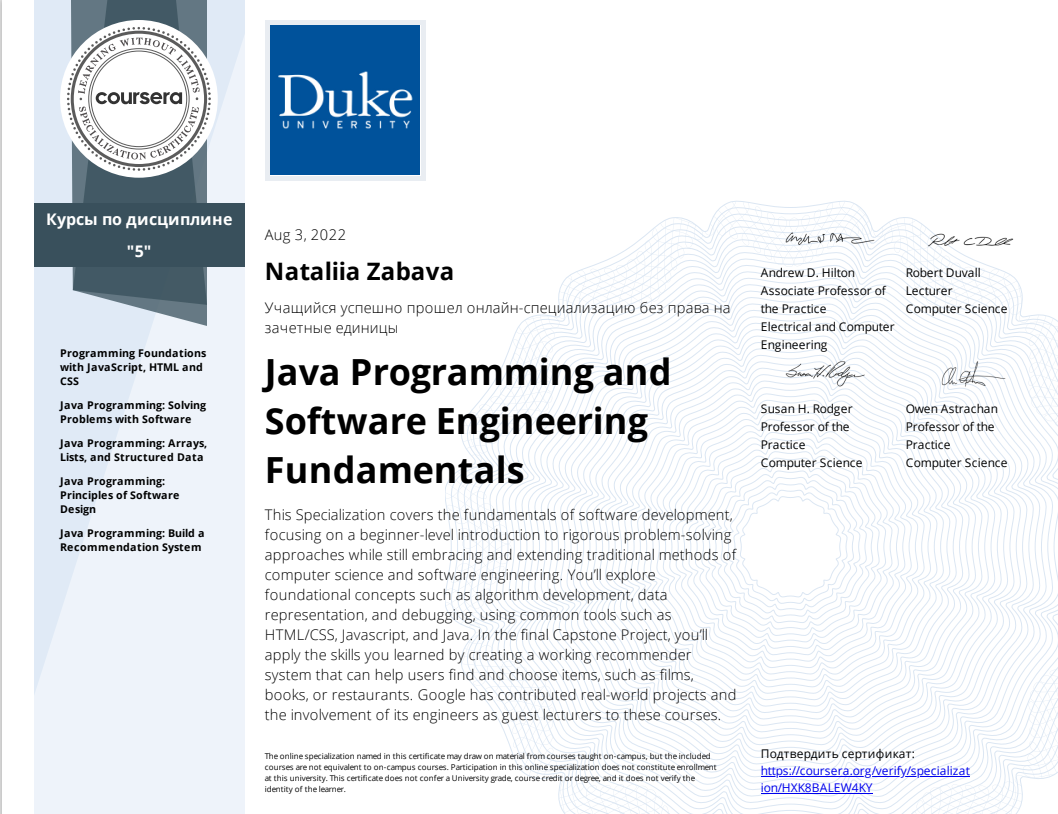 LEARNING WITHOUT LIMITS
coursera
SPECIALIZATION CERTIFICATE
Курсы по дисциплине
"5"
Programming Foundations
with JavaScript, HTML and
CSS
Java Programming: Solving
Problems with Software
Java Programming: Arrays,
Lists, and Structured Data
Java Programming:
Principles of Software
Design
Java Programming: Build a
Recommendation System
Duke
UNIVERSITY
Aug 3, 2022
Nataliia Zabava
Учащийся успешно прошел онлайн-специализацию без права на
зачетные единицы
Java Programming and
Software Engineering
Fundamentals
This Specialization covers the fundamentals of software development,
focusing on a beginner-level introduction to rigorous problem-solving
approaches while still embracing and extending traditional methods of
computer science and software engineering. You'll explore
foundational concepts such as algorithm development, data
representation, and debugging, using common tools such as
HTML/CSS, Javascript, and Java. In the final Capstone Project, you'll
apply the skills you learned by creating a working recommender
system that can help users find and choose items, such as films,
books, or restaurants. Google has contributed real-world projects and
the involvement of its engineers as guest lecturers to these courses.
The online specialization named in this certificate may draw on material from courses taught on-campus, but the included
courses are not equivalent to on-campus courses. Participation in this online specialization does not constitute enrollment
at this university. This certificate does not confer a University grade, course credit or degree, and it does not verify the
identity of the learner.
Andrew D. Hilton
Associate Professor of
the Practice
Electrical and Computer
Engineering
Robert Duvall
Lecturer
Computer Science
Susan H. Rodger
Susan H. Rodger
Professor of the
Practice
Computer Science
Owen Astrachan
Professor of the
Practice
Computer Science
Подтвердить сертификат:
https://coursera.org/verify/specializat
ion/HXK8BALEW4KY